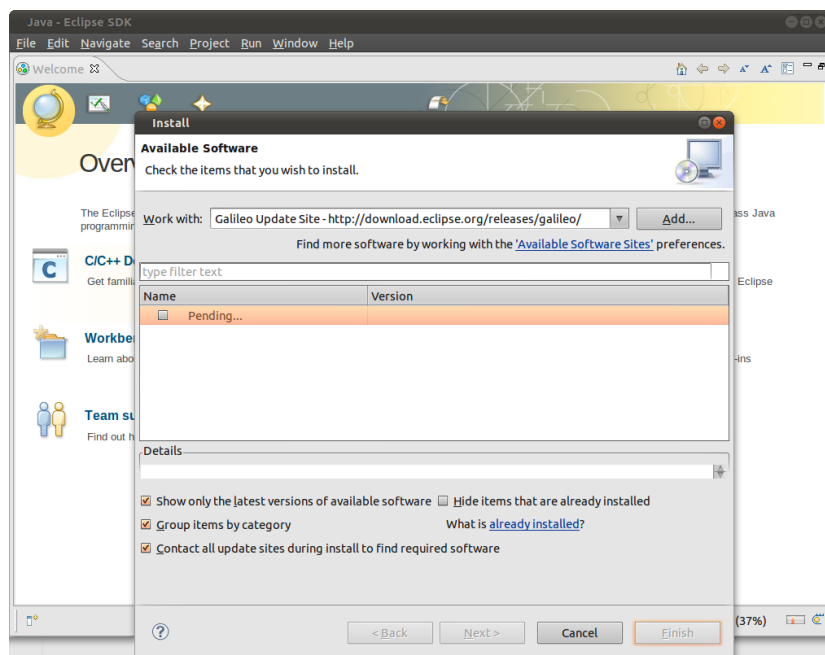 Java - Eclipse SDK
File Edit Navigate Search Project Run Window Help
Welcome
Install
Available Software
Check the items that you wish to install.
Over
The Eclipse
programmin
ass Java
Work with: Galileo Update Site - http://download.eclipse.org/releases/galileo/ Add...
Find more software by working with the 'Available Software Sites' preferences.
C/C++ D
type filter text
Get famili
Eclipse
Name Version
Pending...
Workbe
Learn abo
-ins
Team su
Find out h
Details
Show only the latest versions of available software Hide items that are already installed
Group items by category What is already installed?
Contact all update sites during install to find required software
(37%)
< Back Next > Cancel Finish